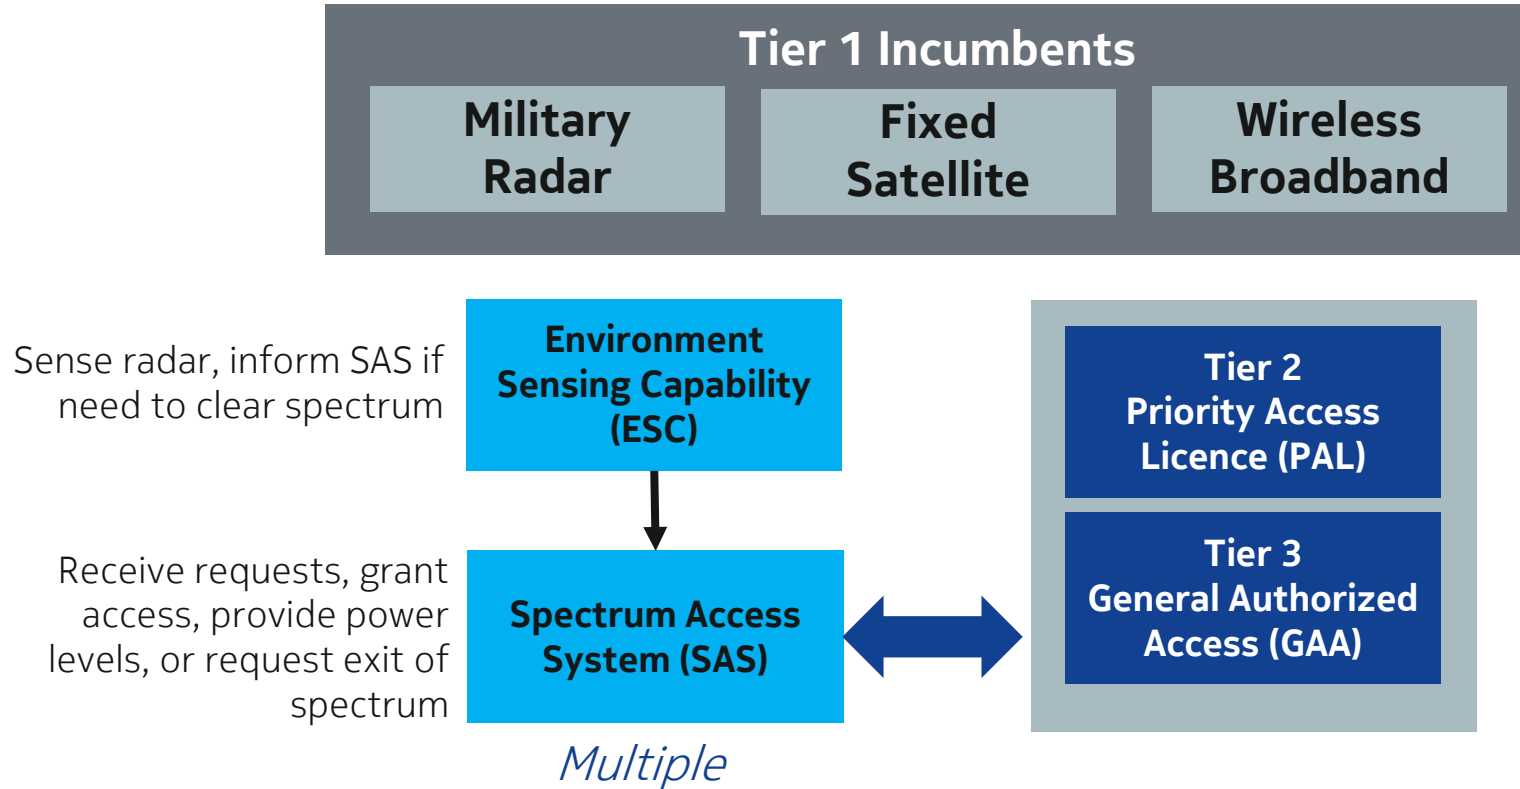 Tier 1 Incumbents
Military
Radar
Fixed
Satellite
Wireless
Broadband
Sense radar, inform SAS if
need to clear spectrum
Environment
Sensing Capability
(ESC)
Tier 2
Priority Access
Licence (PAL)
Receive requests, grant
access, provide power
levels, or request exit of
spectrum
Spectrum Access
System (SAS)
Tier 3
General Authorized
Access (GAA)
Multiple